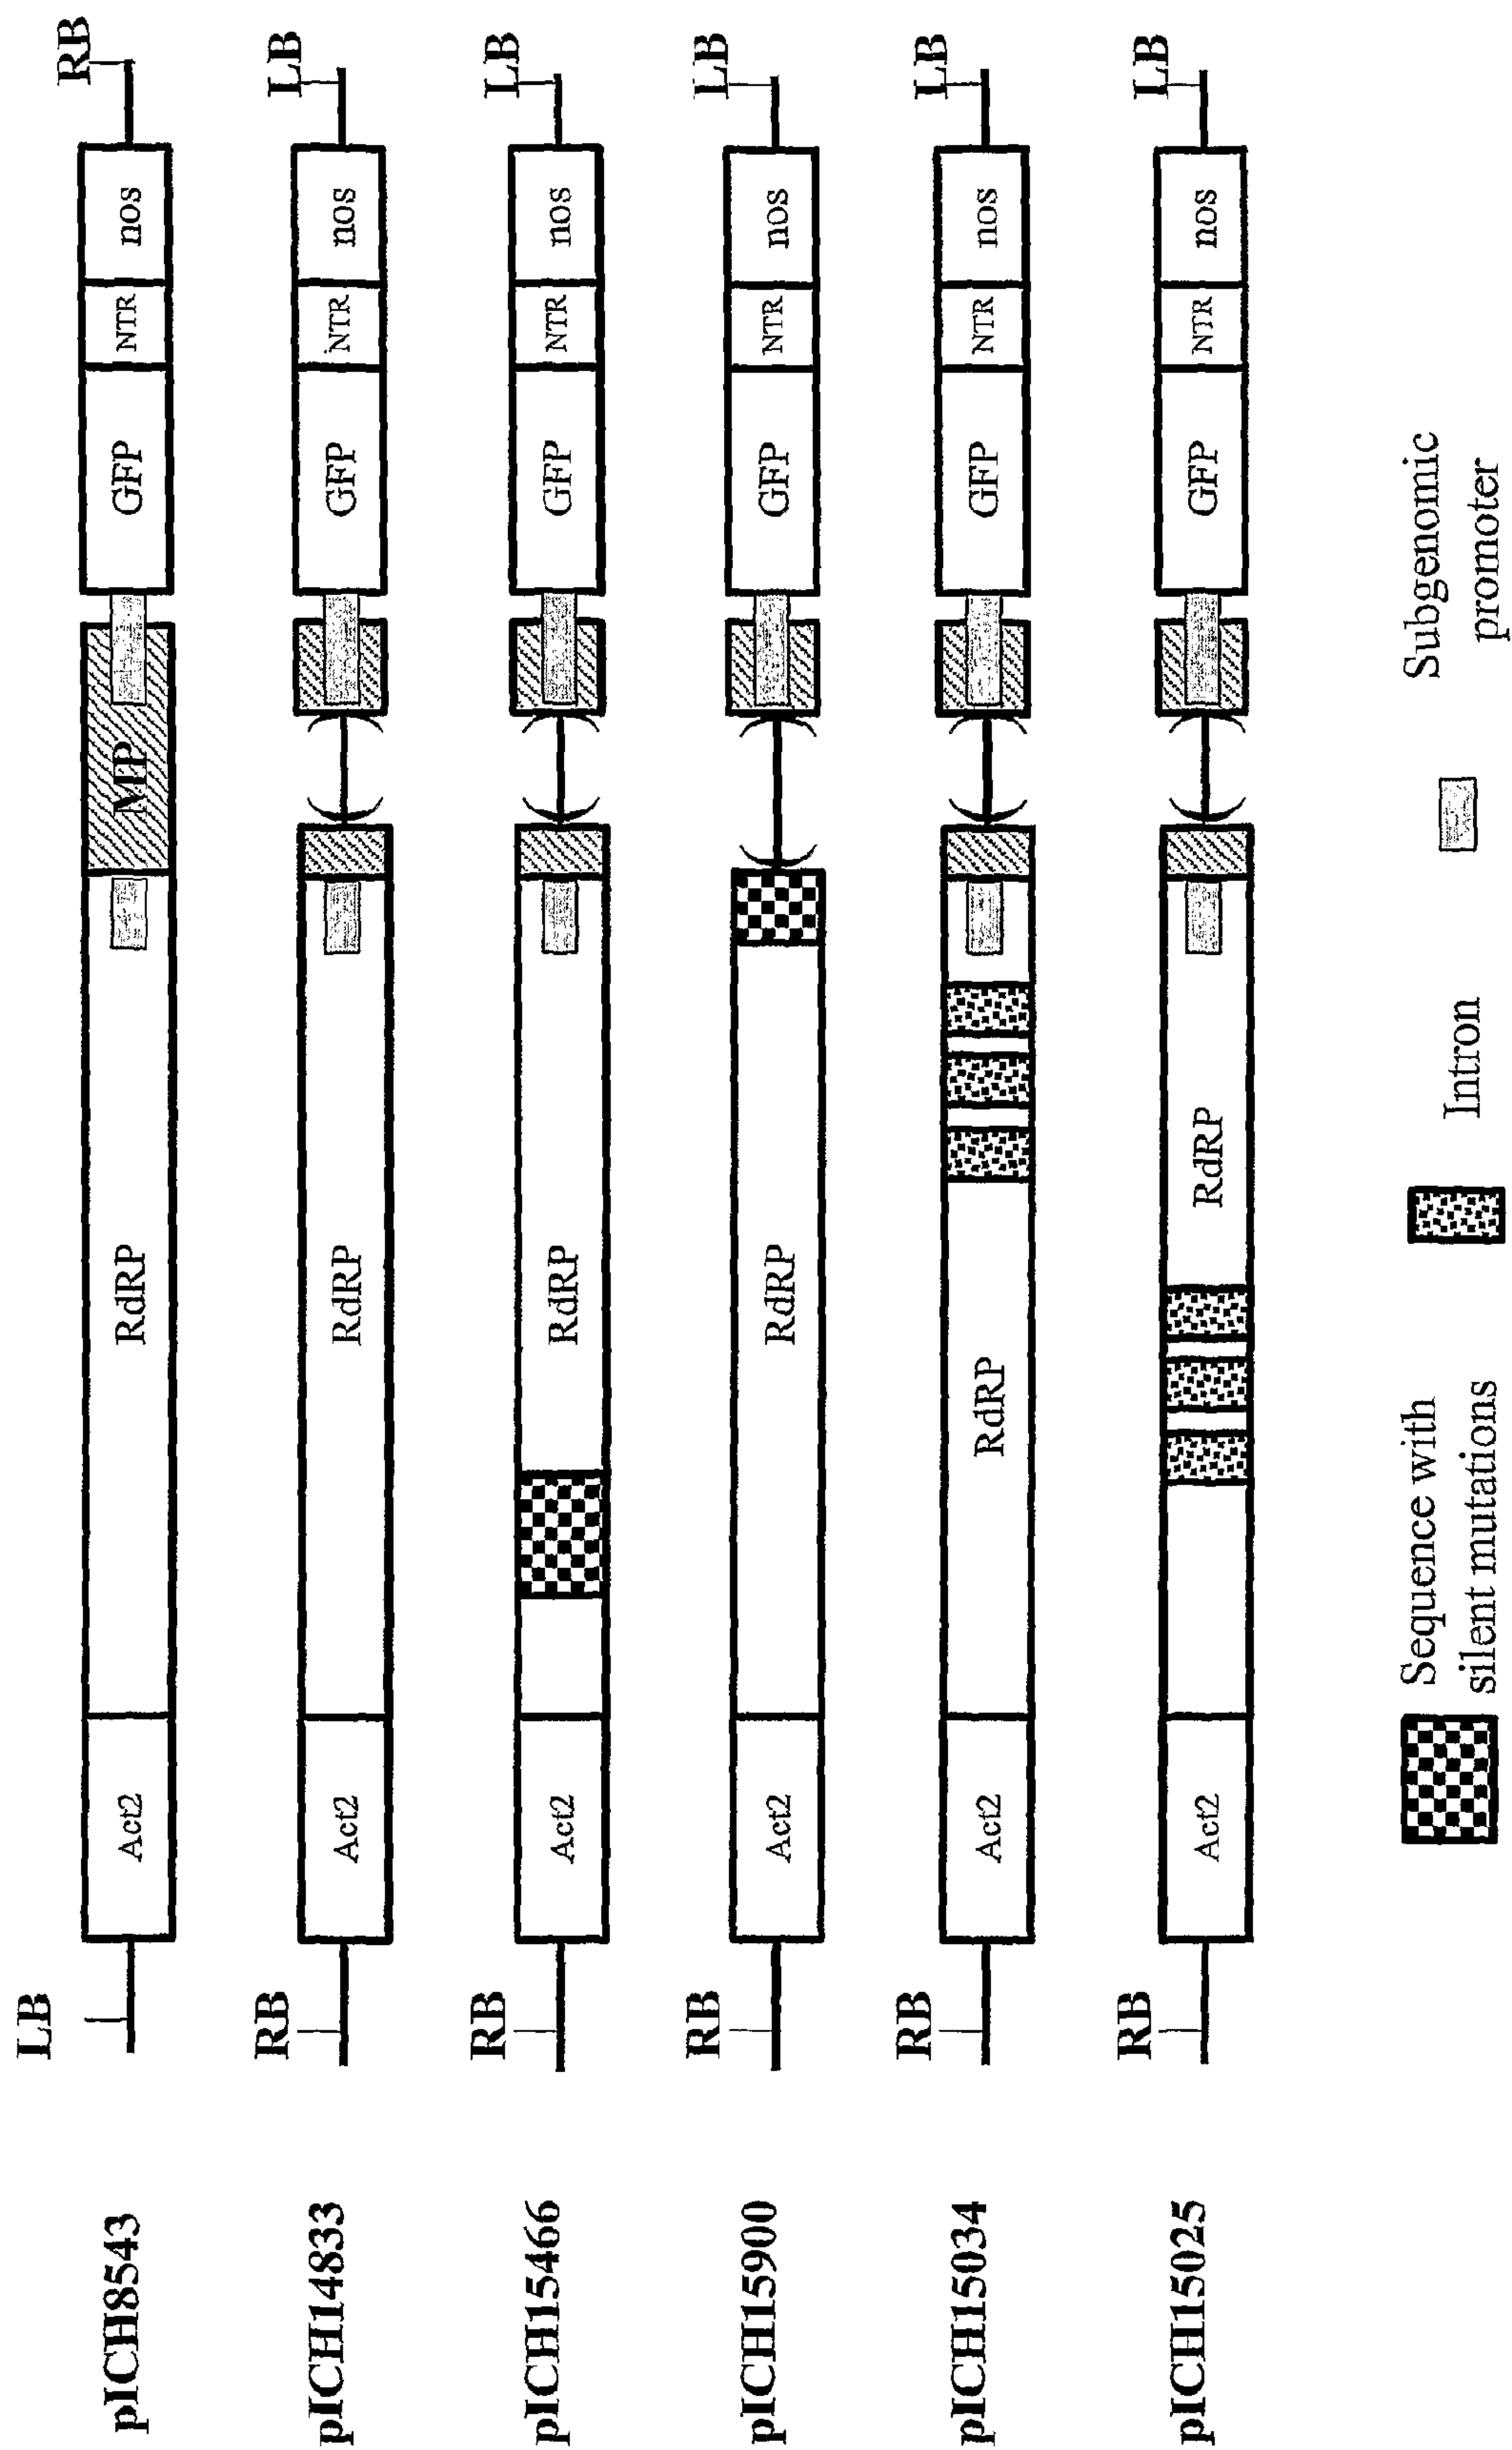 LB
RB
pICH8543
Act2
RdRP
MP
GFP
NTR
nos
RB
LB
pICH14833
Act2
RdRP
GFP
NTR
nos
RB
LB
pICH15466
Act2
RdRP
GFP
NTR
nos
RB
LB
pICH15900
Act2
RdRP
GFP
NTR
nos
RB
LB
pICH15034
Act2
RdRP
GFP
NTR
nos
RB
LB
pICH15025
Act2
RdRP
GFP
NTR
nos
Sequence with
silent mutations
Intron
Subgenomic
promoter